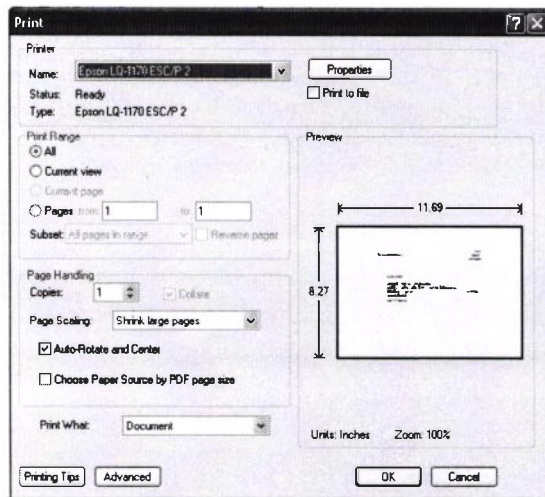 Print
Printer
Name: Epson LQ-1170 ESC/P 2
Properties
Status: Ready
Print to file
Type: Epson LQ-1170 ESC/P 2
Print Range
All
Current view
Current page
Pages from 1 to 1
Subset: All pages in range
Reverse pages
Preview
11.69
8.27
Units: Inches Zoom: 100%
Page Handling
Copies: 1
Collate
Page Scaling: Shrink large pages
Auto-Rotate and Center
Choose Paper Source by PDF page size
Print What: Document
Printing Tips
Advanced
OK
Cancel